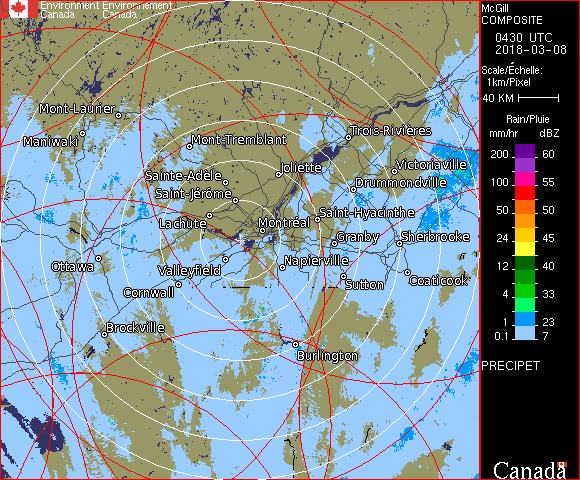 Environment Environnement
Canada Canada
McGill
COMPOSITE
0430 UTC
2018-03-08
Scale/Échelle:
1km/Pixel
40 KM
Rain/Pluie
mm/hr dBZ
200 60
100 55
50 50
24 45
12 40
4 33
1 23
0.1 7
PRECIPET
Canada
Mont-Laurier
Maniwaki
Mont-Tremblant
Trois-Rivières
Sainte-Adèle
Joliette
Victoriaville
Saint-Jérôme
Drummondville
Lachute
Montréal
Saint-Hyacinthe
Granby
Sherbrooke
Ottawa
Valleyfield
Napierville
Cornwall
Sutton
Coaticook
Brockville
Burlington